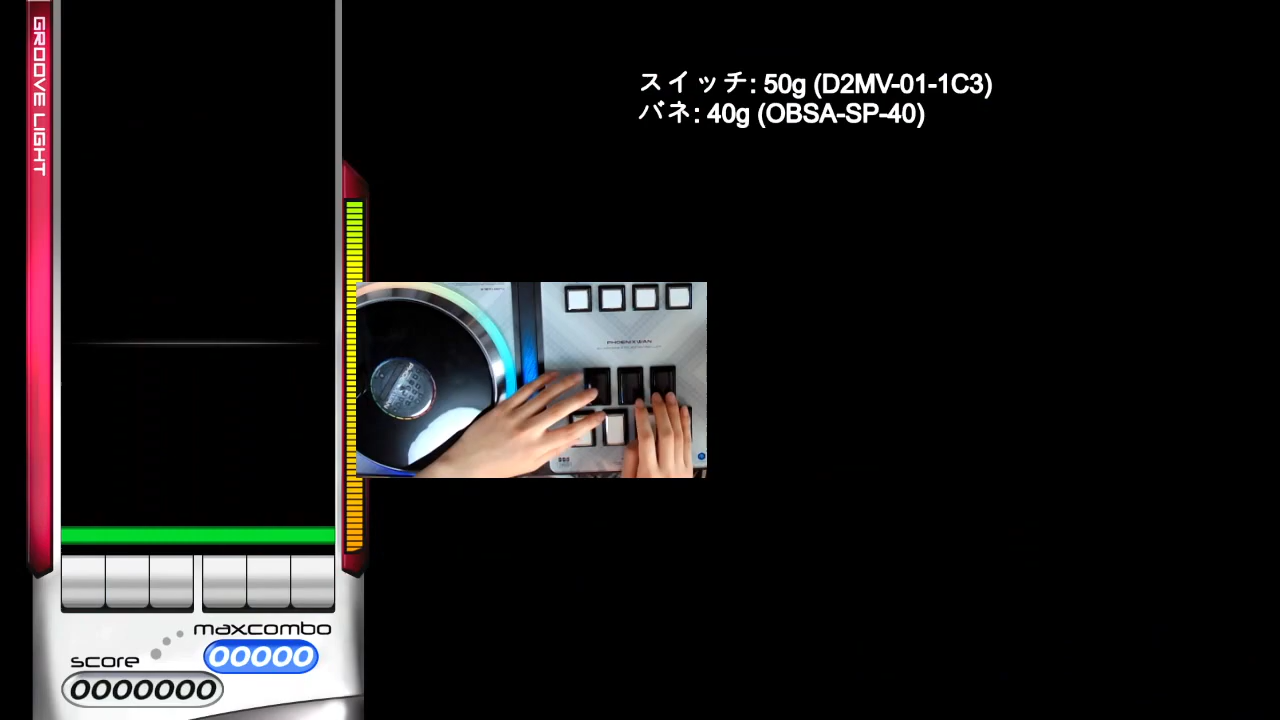 GROOVE LIGHT
スイッチ: 50g (D2MV-01-1C3)
バネ: 40g (OBSA-SP-40)
PHOENIXWAN
maxcombo
00000
score
0000000